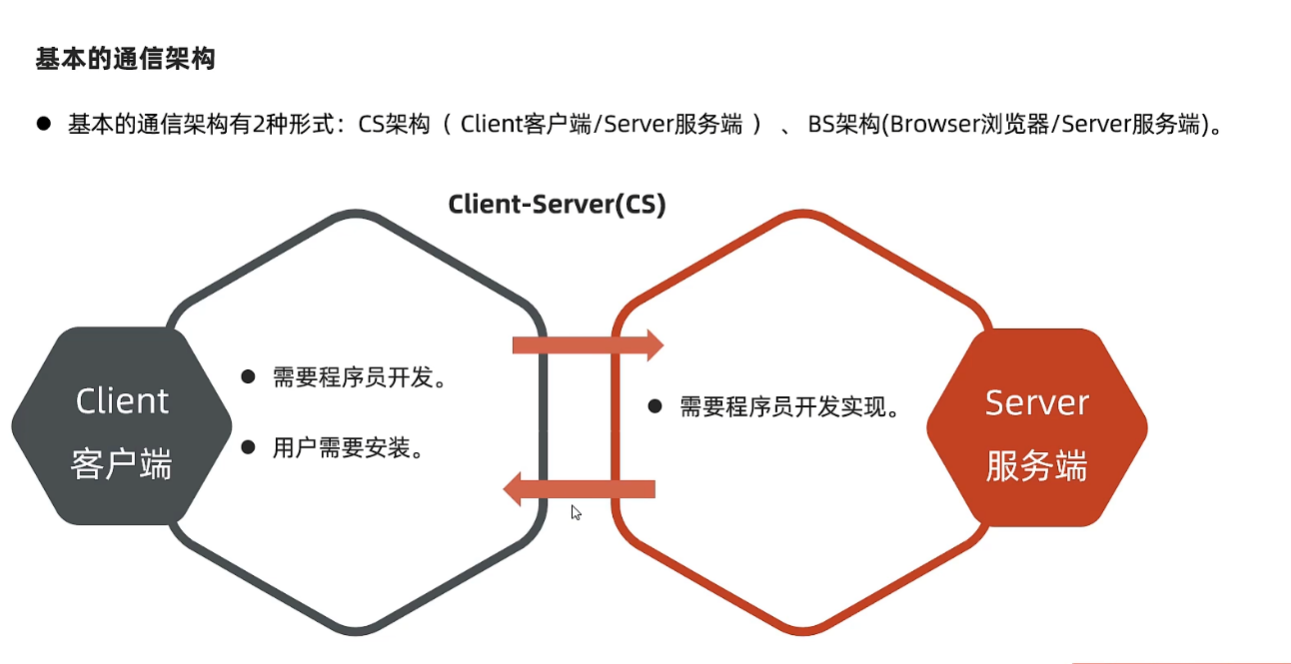 基本的通信架构
● 基本的通信架构有2种形式：CS架构（ Client客户端/Server服务端 ） 、 BS架构(Browser浏览器/Server服务端)。
Client-Server(CS)
Client
客户端
● 需要程序员开发。
● 用户需要安装。
● 需要程序员开发实现。
Server
服务端